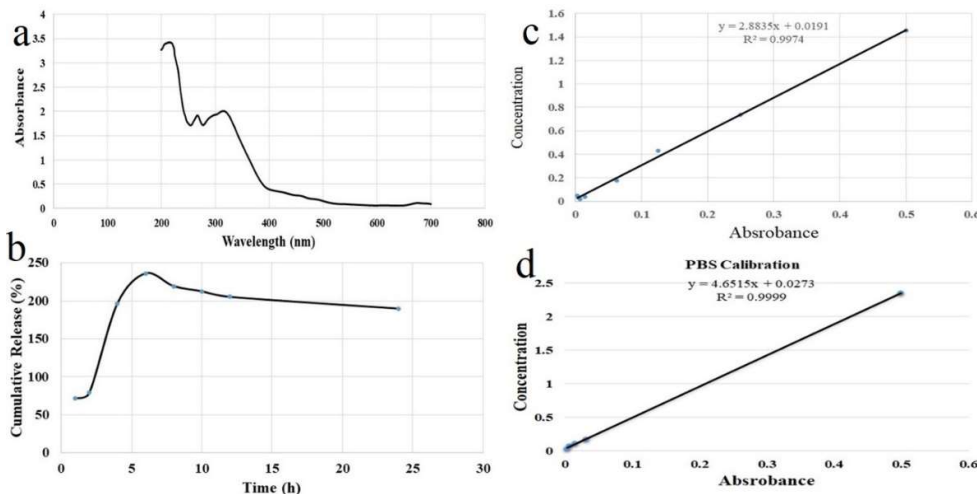 a
4
3.5
3
2.5
2
1.5
1
0.5
0
Absorbance
0 100 200 300 400 500 600 700 800
Wavelength (nm)
b
250
200
150
100
50
0
Cumulative Release (%)
0 5 10 15 20 25 30
Time (h)
c
1.6
1.4
1.2
1
0.8
0.6
0.4
0.2
0
Concentration
y = 2.8835x + 0.0191
R² = 0.9974
0 0.1 0.2 0.3 0.4 0.5 0.6
Absrobance
d
PBS Calibration
y = 4.6515x + 0.0273
R² = 0.9999
2.5
2
1.5
1
0.5
0
Concentration
0 0.1 0.2 0.3 0.4 0.5 0.6
Absrobance